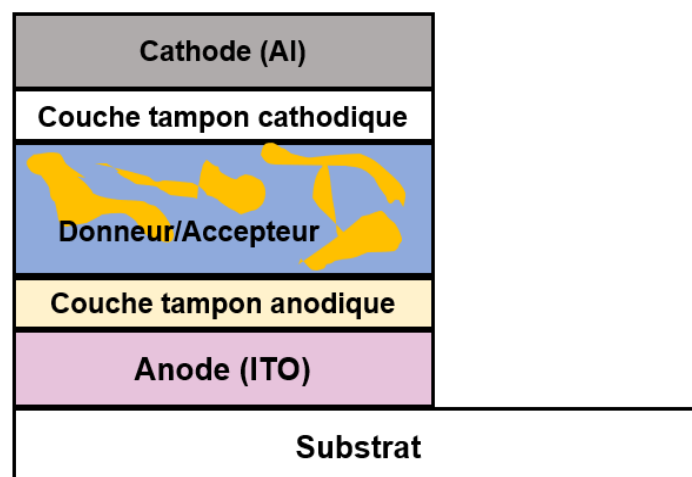 Cathode (Al)
Couche tampon cathodique
Donneur/Accepteur
Couche tampon anodique
Anode (ITO)
Substrat